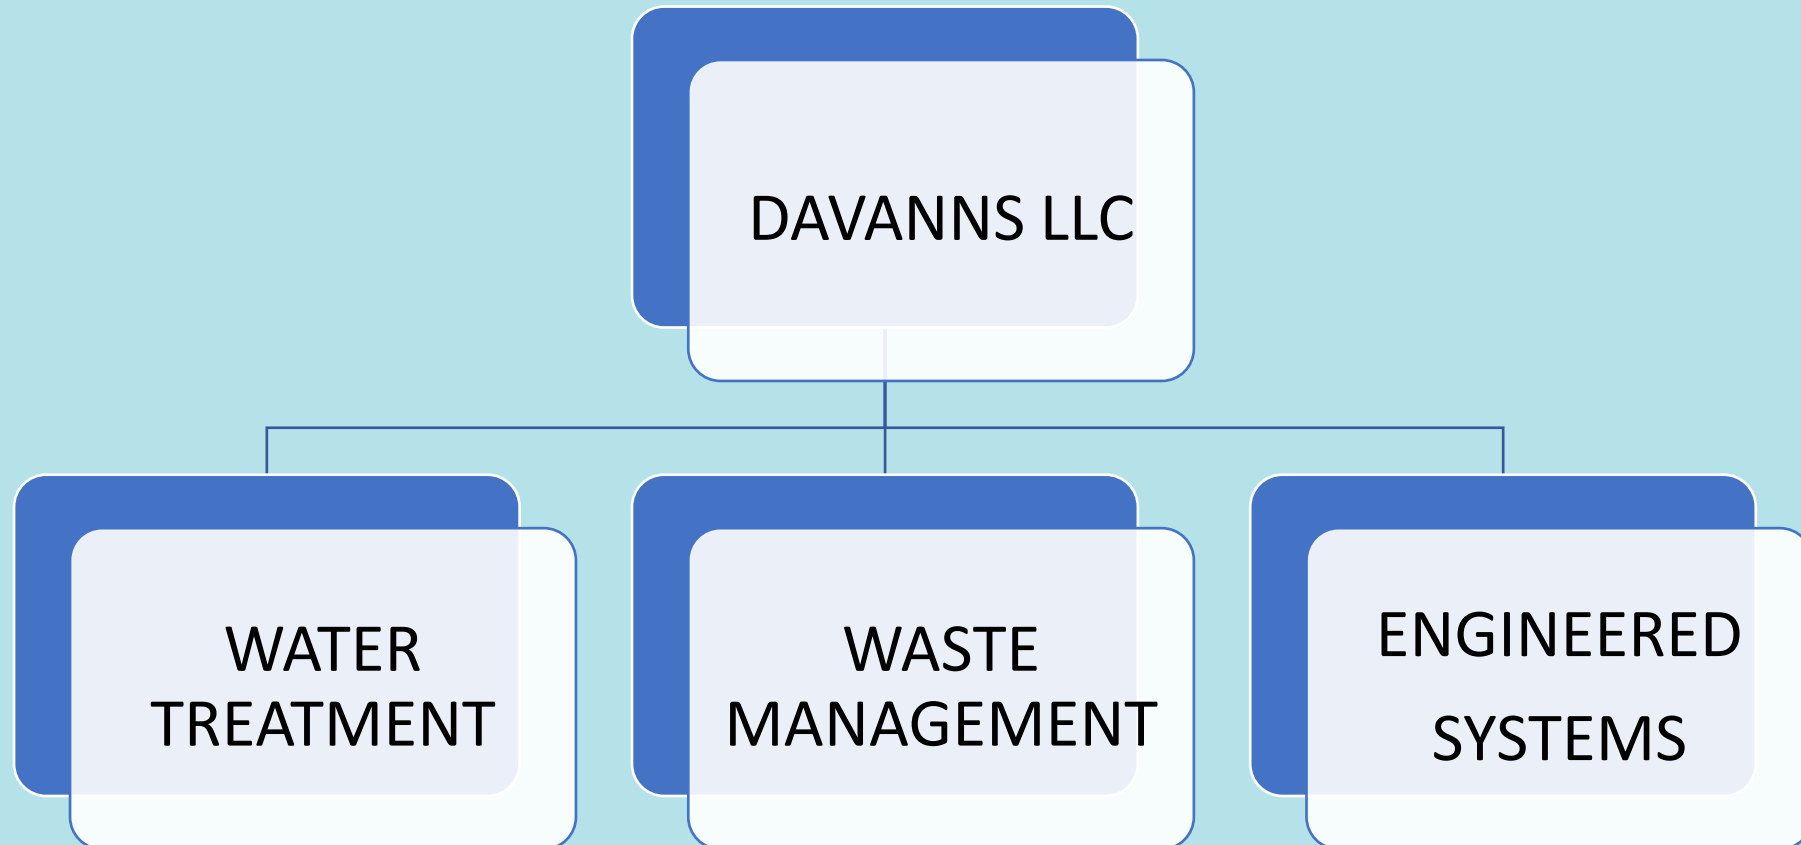 DAVANNS LLC
WATER
TREATMENT
WASTE
MANAGEMENT
ENGINEERED
SYSTEMS